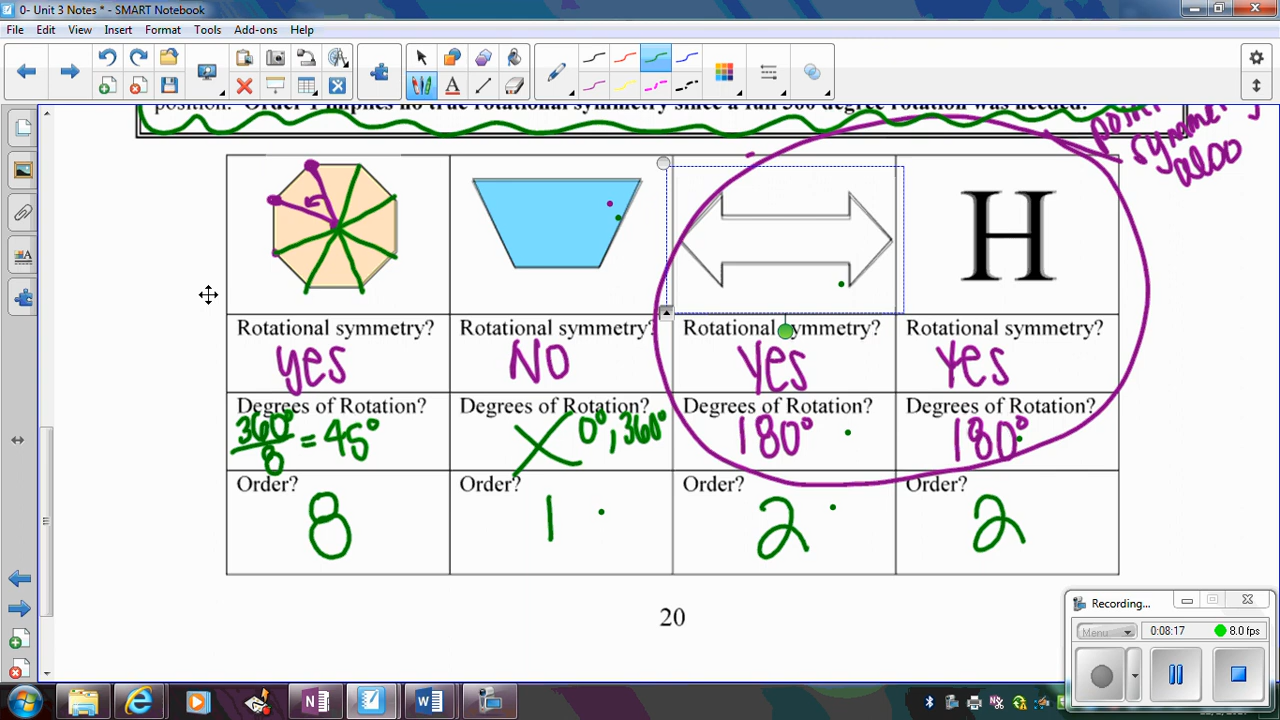 0- Unit 3 Notes * - SMART Notebook
File Edit View Insert Format Tools Add-ons Help
position. Order 1 implies no true rotational symmetry since a full 360 degree rotation was needed.
also
H
Rotational symmetry? Rotational symmetry? Rotational symmetry? Rotational symmetry?
yes NO yes yes
Degrees of Rotation? Degrees of Rotation? Degrees of Rotation? Degrees of Rotation?
360°/8 = 45° 0°, 360° 180° 180°
Order? Order? Order? Order?
8 1 2 2
20
Recording...
Menu 0:08:17 8.0 fps